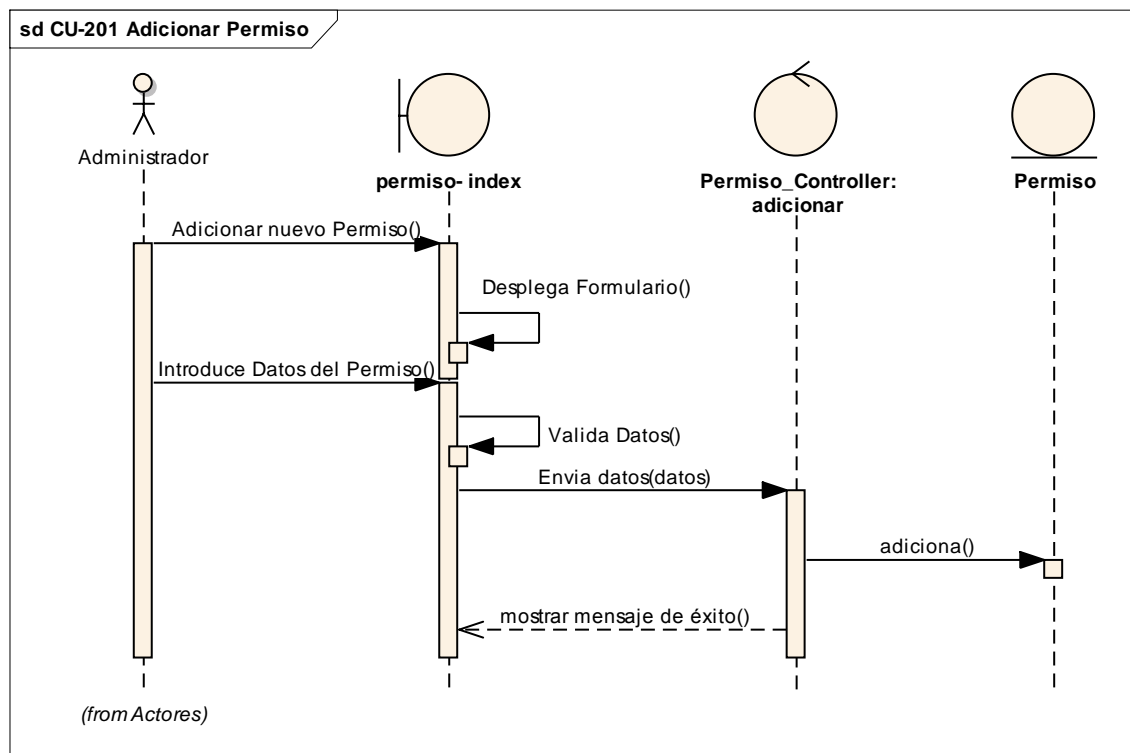 sd CU-201 Adicionar Permiso
Administrador
permiso- index
Permiso_Controller:
adicionar
Permiso
Adicionar nuevo Permiso()
Desplega Formulario()
Introduce Datos del Permiso()
Valida Datos()
Envia datos(datos)
adiciona()
mostrar mensaje de éxito()
(from Actores)